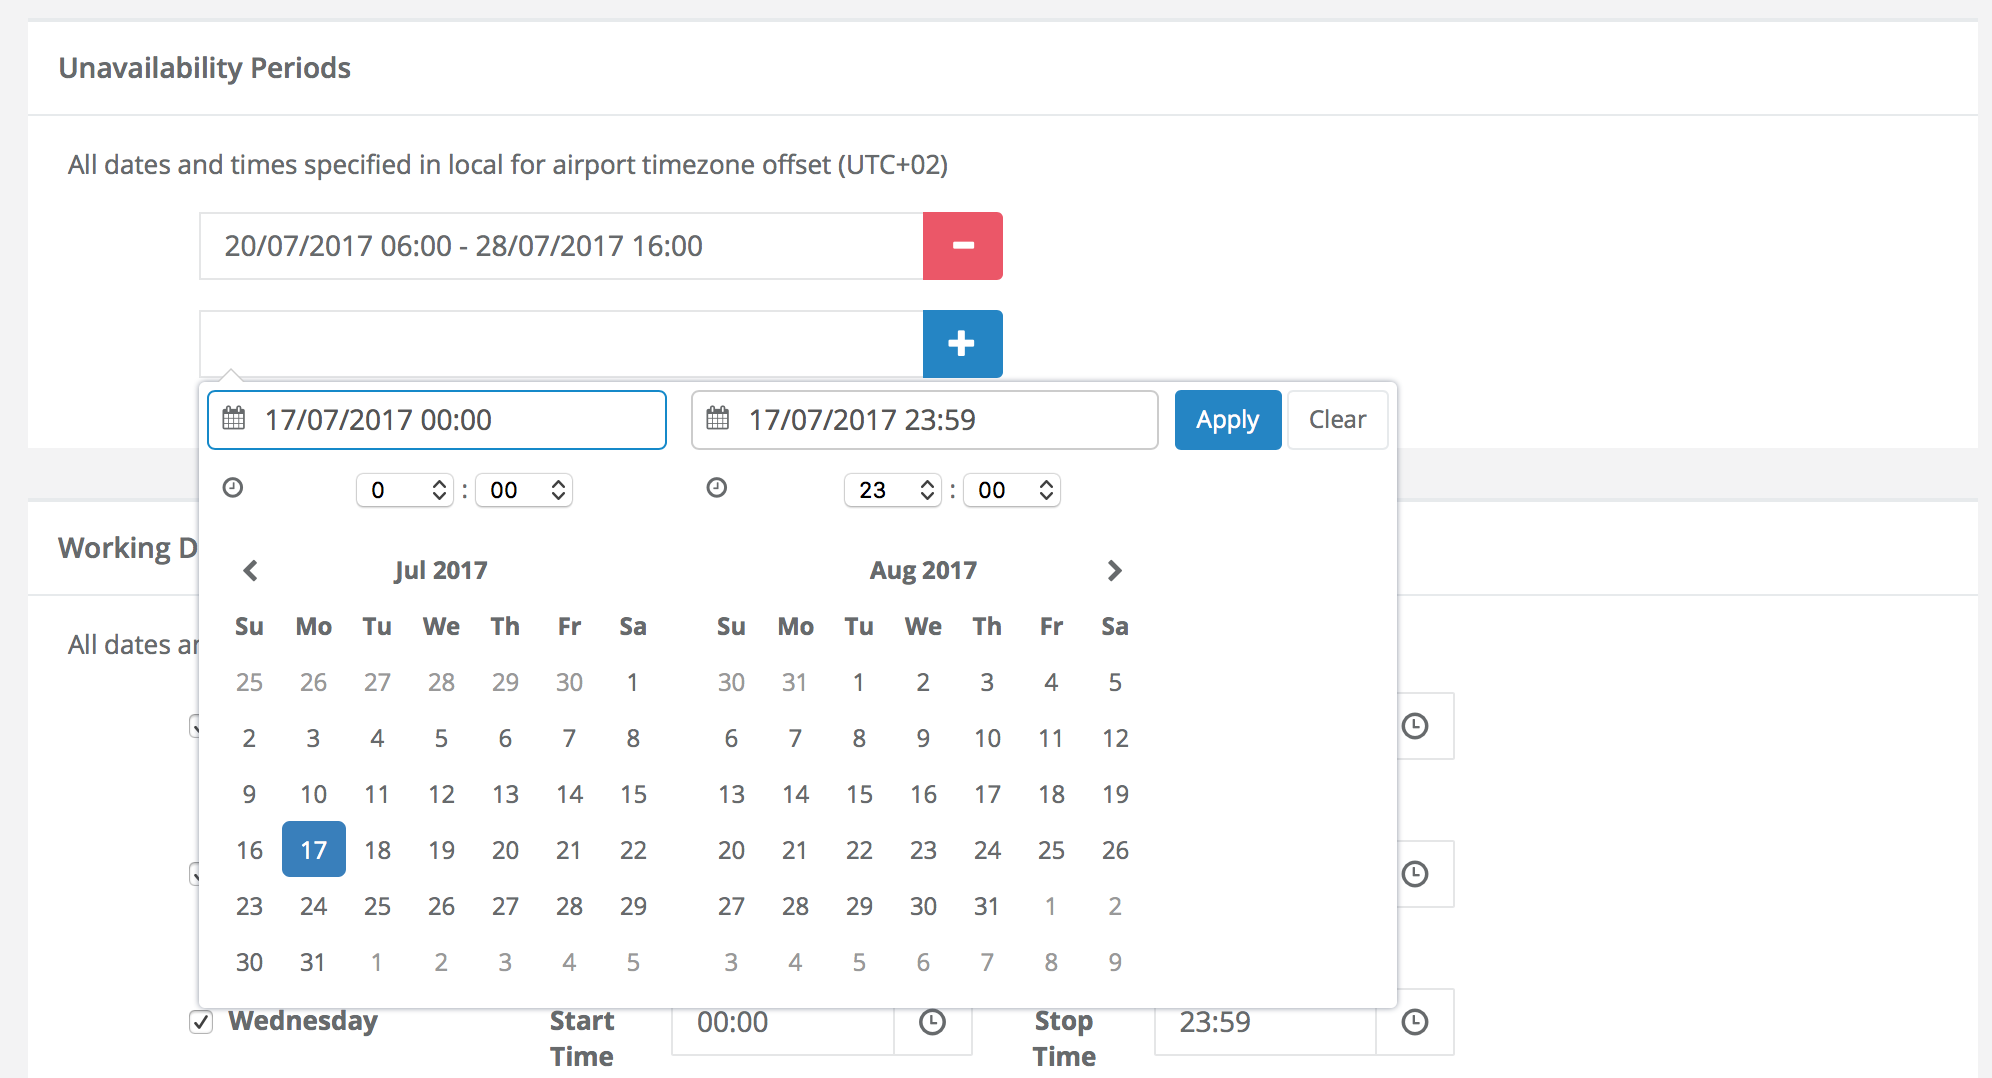 Unavailability Periods
All dates and times specified in local for airport timezone offset (UTC+02)
20/07/2017 06:00 - 28/07/2017 16:00
17/07/2017 00:00 17/07/2017 23:59 Apply Clear
0 : 00 23 : 00
Working D
Jul 2017 Aug 2017
Su Mo Tu We Th Fr Sa Su Mo Tu We Th Fr Sa
All dates ar
25 26 27 28 29 30 1 30 31 1 2 3 4 5
2 3 4 5 6 7 8 6 7 8 9 10 11 12
9 10 11 12 13 14 15 13 14 15 16 17 18 19
16 17 18 19 20 21 22 20 21 22 23 24 25 26
23 24 25 26 27 28 29 27 28 29 30 31 1 2
30 31 1 2 3 4 5 3 4 5 6 7 8 9
Wednesday Start Time 00:00 Stop Time 23:59